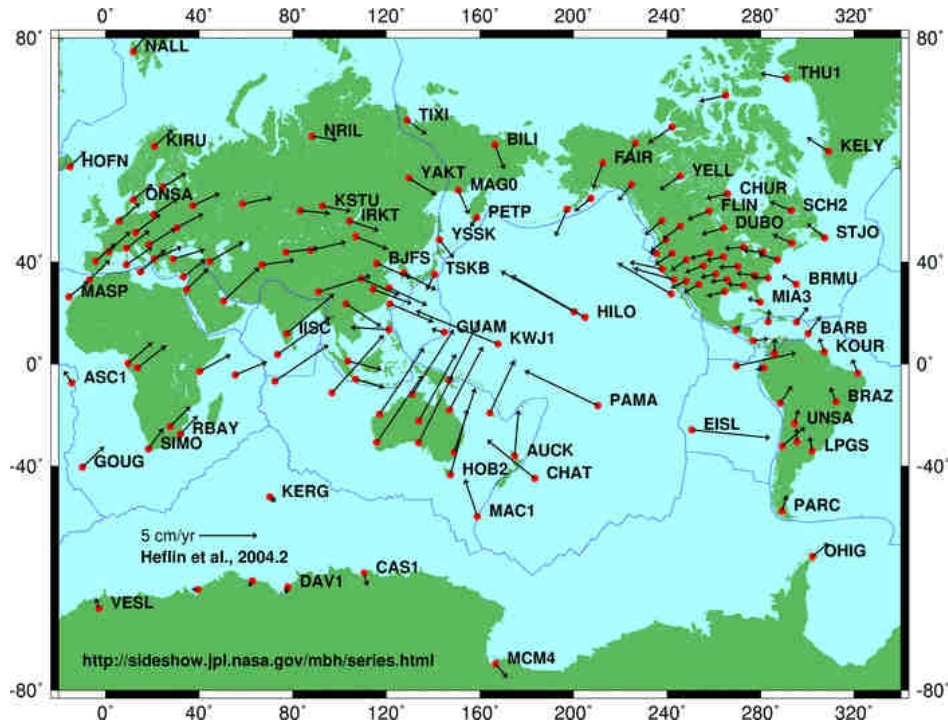 0˚ 40˚ 80˚ 120˚ 160˚ 200˚ 240˚ 280˚ 320˚
80˚ 80˚
NALL THU1
TIXI
NRIL BILI
KIRU KELY
HOFN FAIR
YAKT YELL
ONSA MAG0 CHUR
KSTU FLIN SCH2
IRKT PETP DUBO
YSSK STJO
40˚ BJFS 40˚
TSKB
MASP BRMU
MIA3
HILO
IISC GUAM BARB
KWJ1 KOUR
0˚ 0˚
ASC1
PAMA BRAZ
EISL UNSA
RBAY
SIMO LPGS
AUCK
-40˚ GOUG HOB2 CHAT -40˚
KERG
MAC1 PARC
5 cm/yr
Heflin et al., 2004.2 OHIG
CAS1
DAV1
VESL
http://sideshow.jpl.nasa.gov/mbh/series.html MCM4
-80˚ -80˚
0˚ 40˚ 80˚ 120˚ 160˚ 200˚ 240˚ 280˚ 320˚